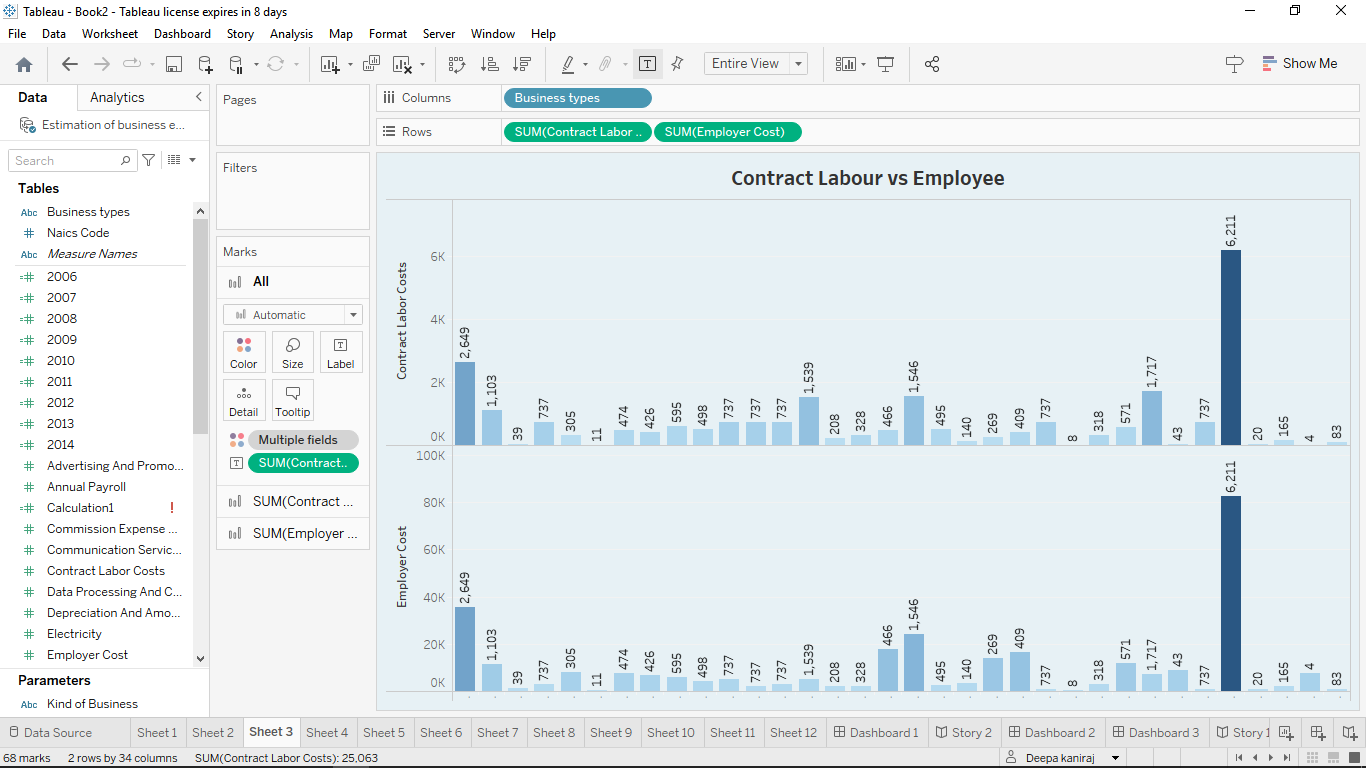 Tableau - Book2 - Tableau license expires in 8 days
File Data Worksheet Dashboard Story Analysis Map Format Server Window Help
Entire View
Show Me
Data Analytics
Estimation of business e...
Search
Tables
Abc Business types
Naics Code
Abc Measure Names
2006
2007
2008
2009
2010
2011
2012
2013
2014
Advertising And Promo...
Annual Payroll
Calculation1 !
Commission Expense ...
Communication Servic...
Contract Labor Costs
Data Processing And C...
Depreciation And Amo...
Electricity
Employer Cost
Parameters
Abc Kind of Business
Pages
Filters
Marks
All
Automatic
Color Size Label
Detail Tooltip
Multiple fields
SUM(Contract..
SUM(Contract ...
SUM(Employer ...
Columns Business types
Rows SUM(Contract Labor .. SUM(Employer Cost)
Contract Labour vs Employee
Contract Labor Costs
6K
4K
2K
0K
2,649 1,103 39 737 305 11 474 426 595 498 737 737 737 1,539 208 328 466 1,546 495 140 269 409 737 8 318 571 1,717 43 737 6,211 20 165 4 83
Employer Cost
100K
80K
60K
40K
20K
0K
2,649 1,103 39 737 305 11 474 426 595 498 737 737 737 1,539 208 328 466 1,546 495 140 269 409 737 8 318 571 1,717 43 737 6,211 20 165 4 83
Data Source Sheet 1 Sheet 2 Sheet 3 Sheet 4 Sheet 5 Sheet 6 Sheet 7 Sheet 8 Sheet 9 Sheet 10 Sheet 11 Sheet 12 Dashboard 1 Story 2 Dashboard 2 Dashboard 3 Story 1
68 marks 2 rows by 34 columns SUM(Contract Labor Costs): 25,063 Deepa kaniraj